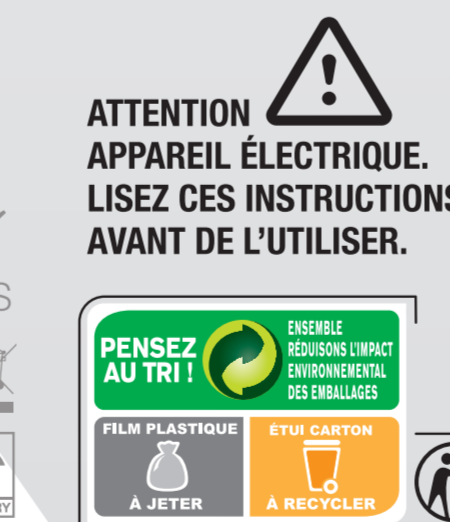 ATTENTION
APPAREIL ÉLECTRIQUE.
LISEZ CES INSTRUCTIONS
AVANT DE L'UTILISER.
PENSEZ
AU TRI !
ENSEMBLE
RÉDUISONS L'IMPACT
ENVIRONNEMENTAL
DES EMBALLAGES
FILM PLASTIQUE
À JETER
ÉTUI CARTON
À RECYCLER